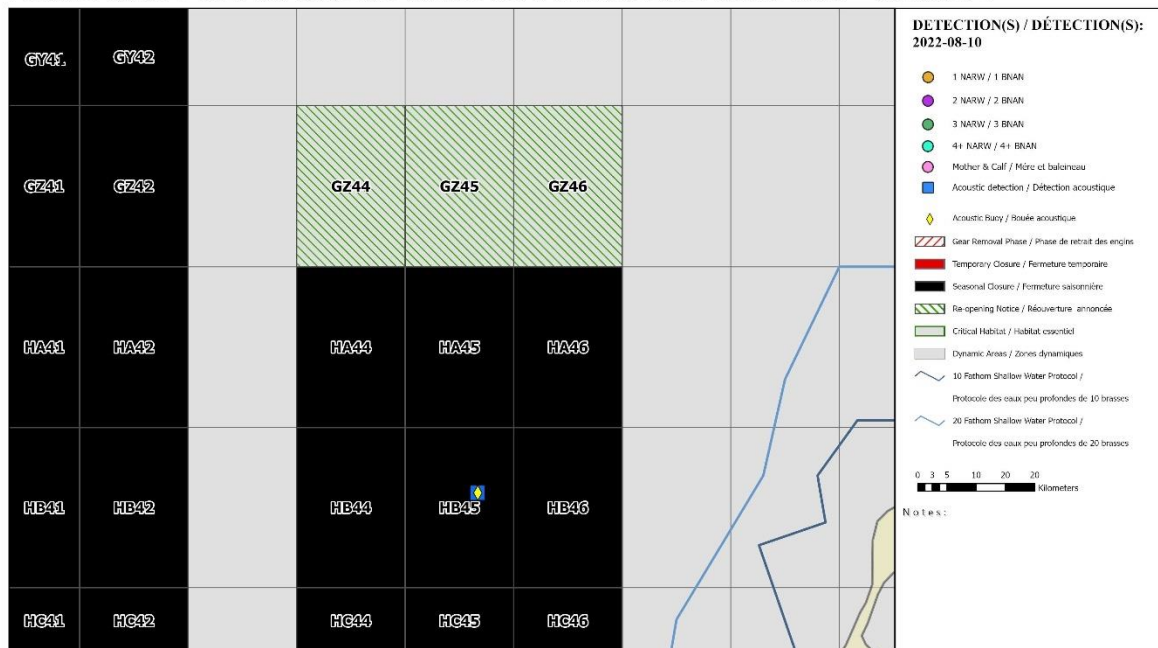 GY41 GY42
GZ41 GZ42 GZ44 GZ45 GZ46
HA41 HA42 HA44 HA45 HA46
HB41 HB42 HB44 HB45 HB46
HC41 HC42 HC44 HC45 HC46
DETECTION(S) / DÉTECTION(S):
2022-08-10
1 NARW / 1 BNAN
2 NARW / 2 BNAN
3 NARW / 3 BNAN
4+ NARW / 4+ BNAN
Mother & Calf / Mére et baleineau
Acoustic detection / Détection acoustique
Acoustic Buoy / Bouée acoustique
Gear Removal Phase / Phase de retrait des engins
Temporary Closure / Fermeture temporaire
Seasonal Closure / Fermeture saisonnière
Re-opening Notice / Réouverture annoncée
Critical Habitat / Habitat essentiel
Dynamic Areas / Zones dynamiques
10 Fathom Shallow Water Protocol /
Protocole des eaux peu profondes de 10 brasses
20 Fathom Shallow Water Protocol /
Protocole des eaux peu profondes de 20 brasses
0 3 5 10 20
Kilometers
Notes: